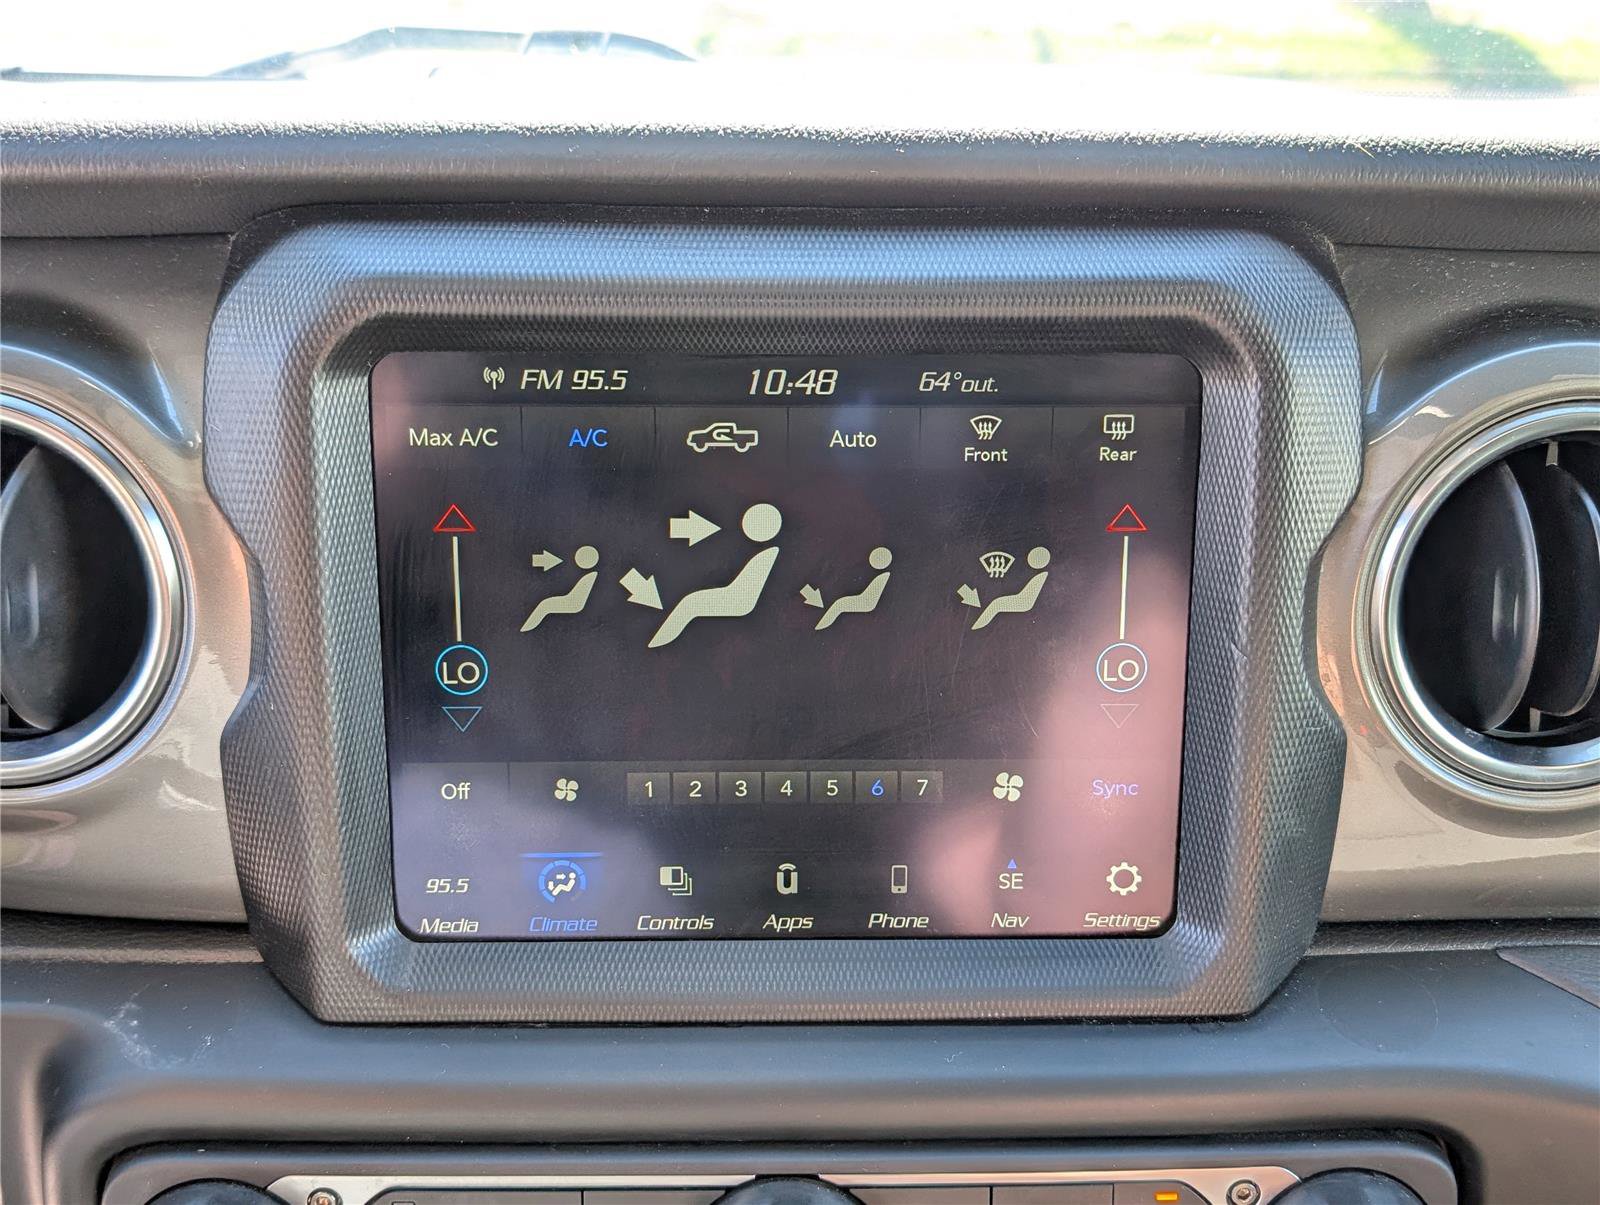 FM 95.5 10:48 64°out.
Max A/C A/C Auto Front Rear
LO LO
Off 1 2 3 4 5 6 7 Sync
95.5 SE
Media Climate Controls Apps Phone Nav Settings